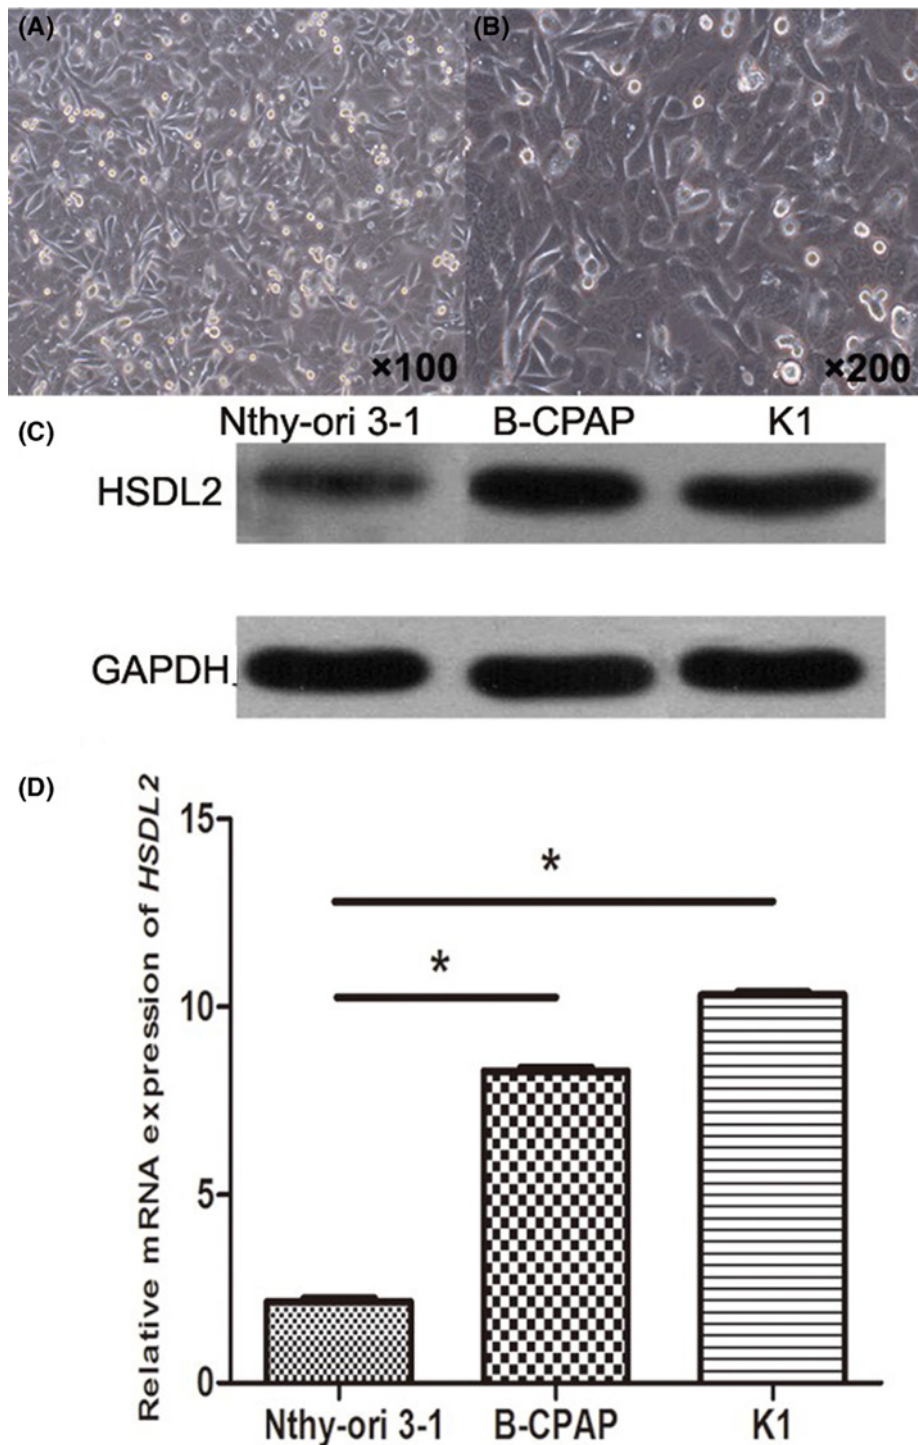 (A)
(B)
×100
×200
(C)
Nthy-ori 3-1 B-CPAP K1
HSDL2
GAPDH
(D)
Relative mRNA expression of HSDL2
15
*
*
10
5
0
Nthy-ori 3-1 B-CPAP K1